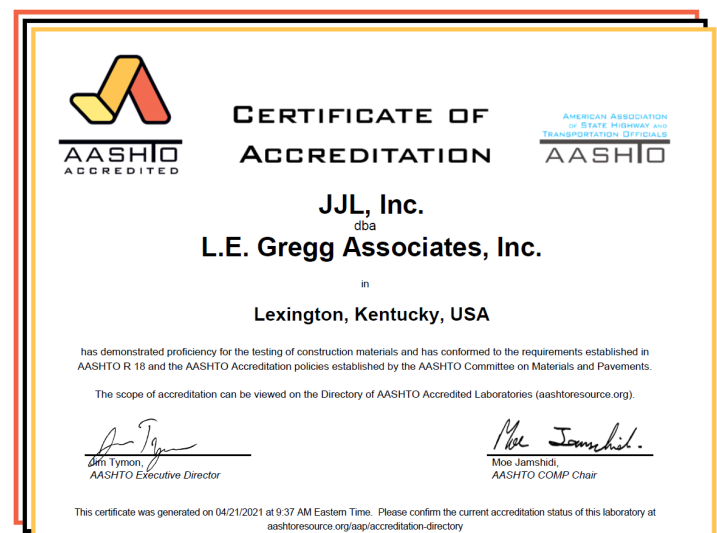 CERTIFICATE OF
ACCREDITATION
AASHTO
ACCREDITED
AMERICAN ASSOCIATION
OF STATE HIGHWAY AND
TRANSPORTATION OFFICIALS
AASHTO
JJL, Inc.
dba
L.E. Gregg Associates, Inc.
in
Lexington, Kentucky, USA
has demonstrated proficiency for the testing of construction materials and has conformed to the requirements established in
AASHTO R 18 and the AASHTO Accreditation policies established by the AASHTO Committee on Materials and Pavements.
The scope of accreditation can be viewed on the Directory of AASHTO Accredited Laboratories (aashtoresource.org).
Jim Tymon,
AASHTO Executive Director
Moe Jamshidi.
Moe Jamshidi,
AASHTO COMP Chair
This certificate was generated on 04/21/2021 at 9:37 AM Eastern Time. Please confirm the current accreditation status of this laboratory at
aashtoresource.org/aap/accreditation-directory